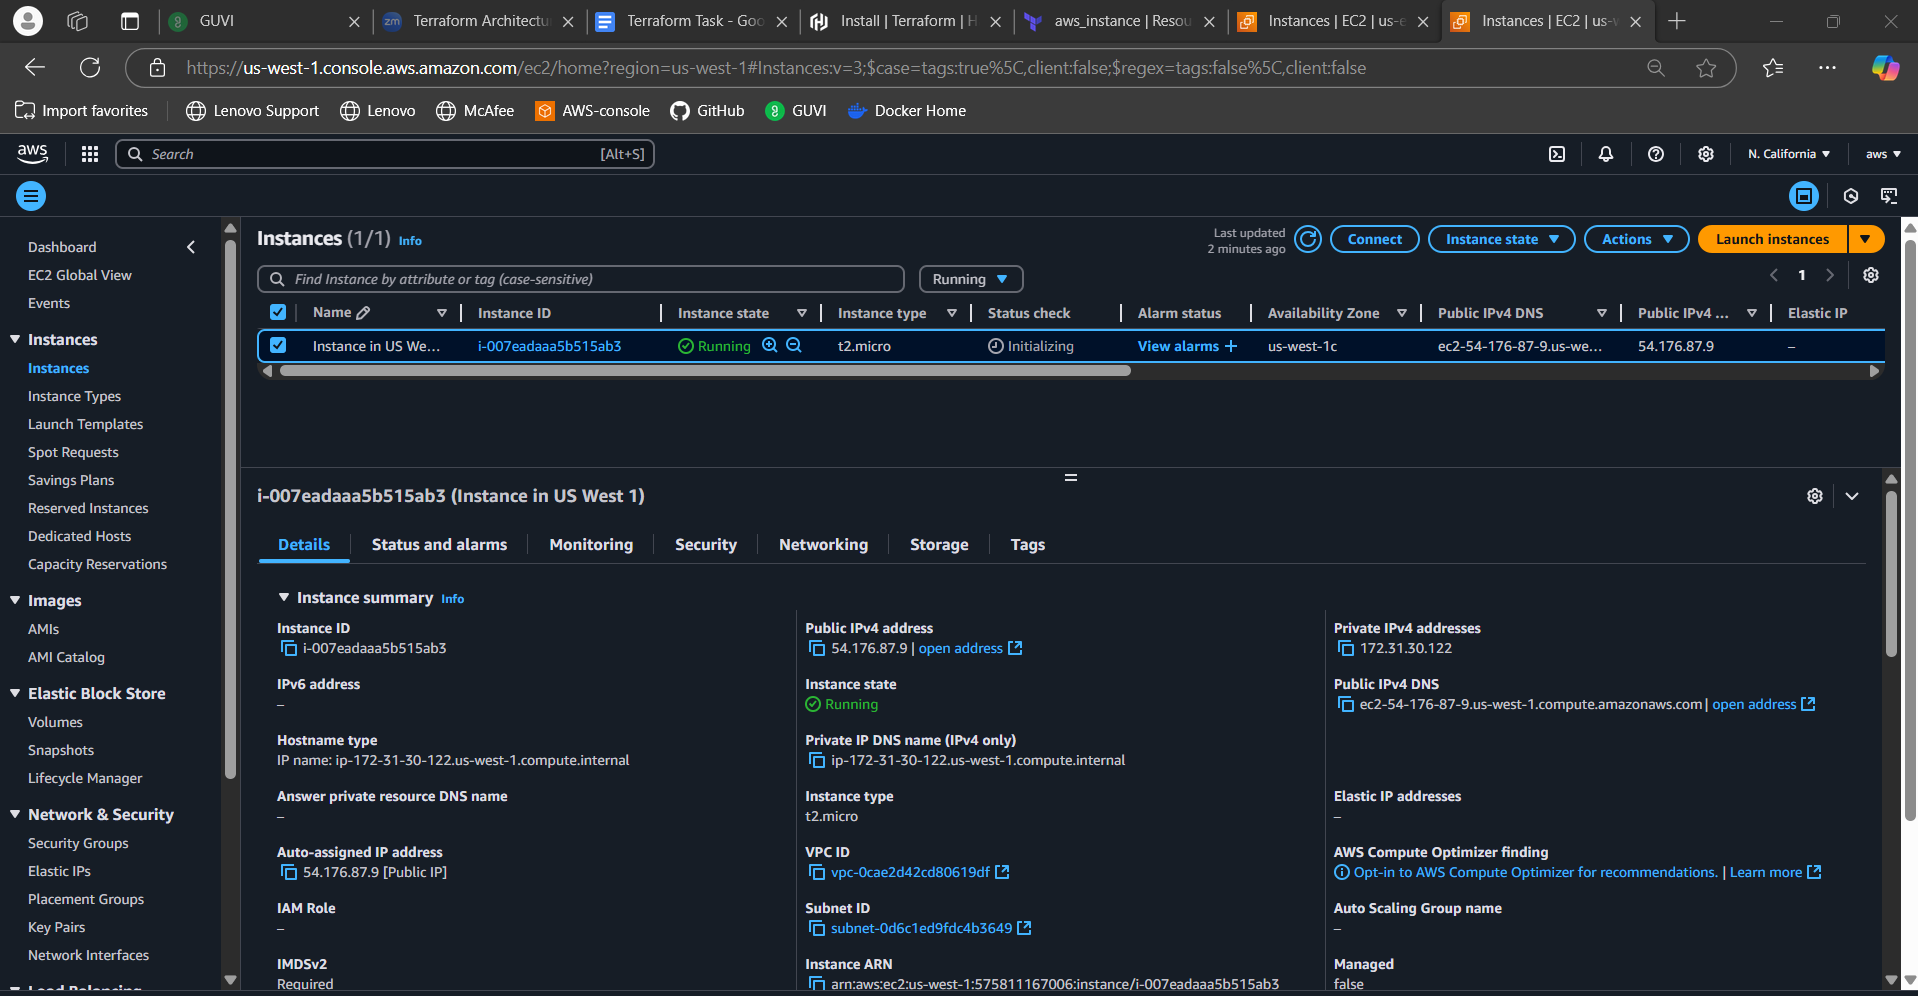 GUVI
Terraform Architectu
Terraform Task - Goo
Install | Terraform | H
aws_instance | Resou
Instances | EC2 | us-e
Instances | EC2 | us-w
https://us-west-1.console.aws.amazon.com/ec2/home?region=us-west-1#Instances:v=3;$case=tags:true%5C,client:false;$regex=tags:false%5C,client:false
Import favorites
Lenovo Support
Lenovo
McAfee
AWS-console
GitHub
GUVI
Docker Home
aws
Search
[Alt+S]
N. California
aws
Dashboard
EC2 Global View
Events
Instances
Instances
Instance Types
Launch Templates
Spot Requests
Savings Plans
Reserved Instances
Dedicated Hosts
Capacity Reservations
Images
AMIs
AMI Catalog
Elastic Block Store
Volumes
Snapshots
Lifecycle Manager
Network & Security
Security Groups
Elastic IPs
Placement Groups
Key Pairs
Network Interfaces
Load Balancing
Instances (1/1) Info
Last updated
2 minutes ago
Connect
Instance state
Actions
Launch instances
Find Instance by attribute or tag (case-sensitive)
Running
1
Name
Instance ID
Instance state
Instance type
Status check
Alarm status
Availability Zone
Public IPv4 DNS
Public IPv4 ...
Elastic IP
Instance in US We...
i-007eadaaa5b515ab3
Running
t2.micro
Initializing
View alarms +
us-west-1c
ec2-54-176-87-9.us-we...
54.176.87.9
–
i-007eadaaa5b515ab3 (Instance in US West 1)
Details
Status and alarms
Monitoring
Security
Networking
Storage
Tags
Instance summary Info
Instance ID
i-007eadaaa5b515ab3
Public IPv4 address
54.176.87.9 | open address
Private IPv4 addresses
172.31.30.122
IPv6 address
–
Instance state
Running
Public IPv4 DNS
ec2-54-176-87-9.us-west-1.compute.amazonaws.com | open address
Hostname type
IP name: ip-172-31-30-122.us-west-1.compute.internal
Private IP DNS name (IPv4 only)
ip-172-31-30-122.us-west-1.compute.internal
Answer private resource DNS name
–
Instance type
t2.micro
Elastic IP addresses
–
Auto-assigned IP address
54.176.87.9 [Public IP]
VPC ID
vpc-0cae2d42cd80619df
AWS Compute Optimizer finding
Opt-in to AWS Compute Optimizer for recommendations. | Learn more
IAM Role
–
Subnet ID
subnet-0d6c1ed9fdc4b3649
Auto Scaling Group name
–
IMDSv2
Required
Instance ARN
arn:aws:ec2:us-west-1:575811167006:instance/i-007eadaaa5b515ab3
Managed
false